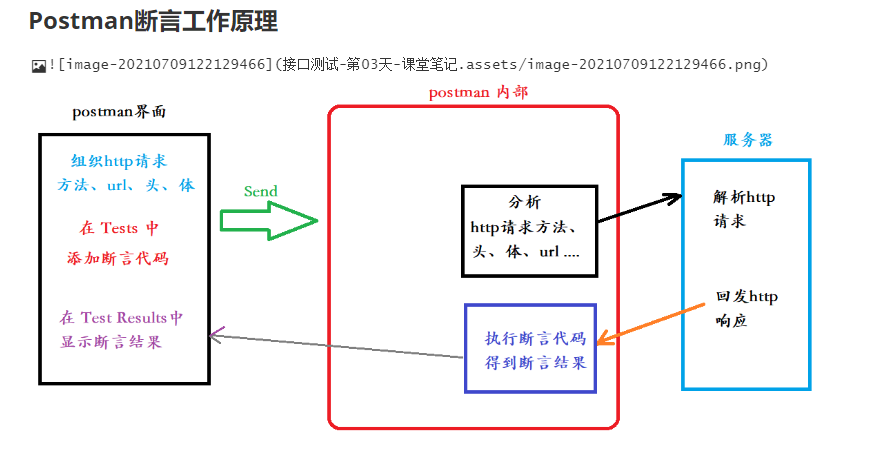 Postman断言工作原理
![image-20210709122129466](接口测试-第03天-课堂笔记.assets/image-20210709122129466.png)
postman界面
组织http请求
方法、url、头、体
在 Tests 中
添加断言代码
在 Test Results中
显示断言结果
Send
postman 内部
分析
http请求方法、
头、体、url ....
执行断言代码
得到断言结果
服务器
解析http
请求
回发http
响应